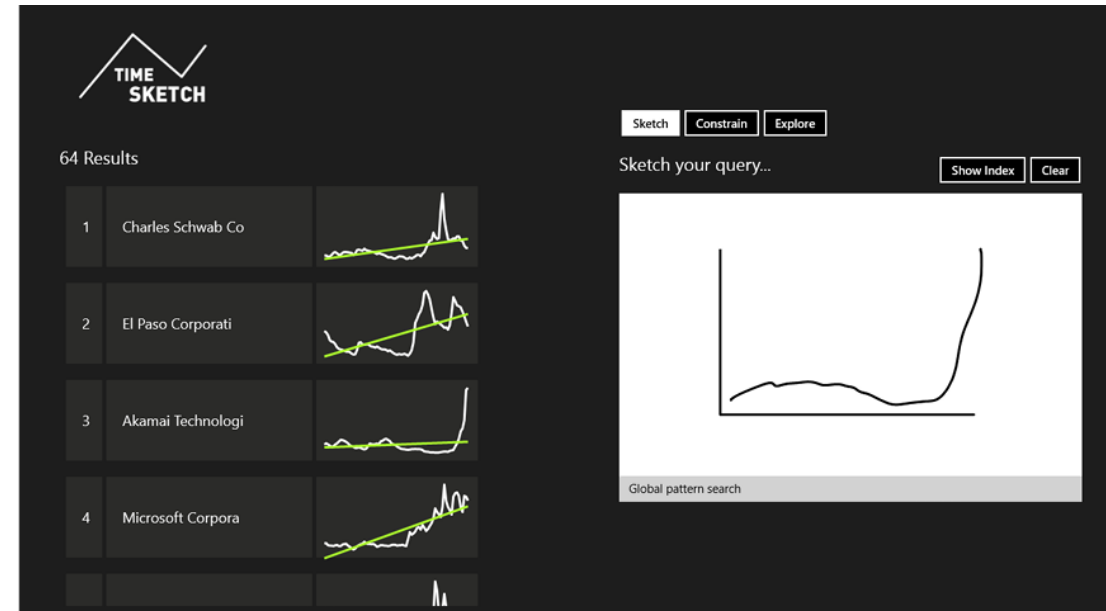 TIME
SKETCH
64 Results
1 Charles Schwab Co
2 El Paso Corporati
3 Akamai Technologi
4 Microsoft Corpora
Sketch Constrain Explore
Sketch your query...
Show Index Clear
Global pattern search